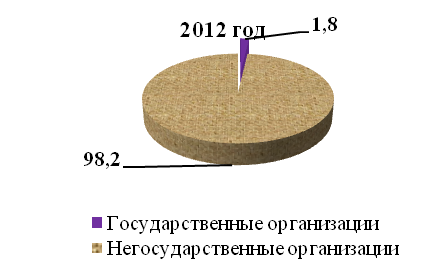 2012 год
1,8
98,2
Государственные организации
Негосударственные организации